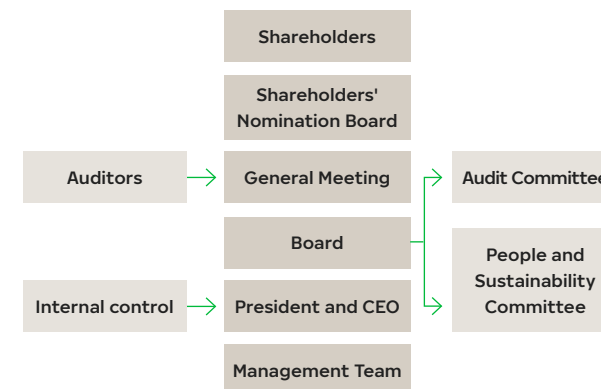 Shareholders
Shareholders'
Nomination Board
Auditors
General Meeting
Audit Committee
Board
People and
Sustainability
Committee
Internal control
President and CEO
Management Team